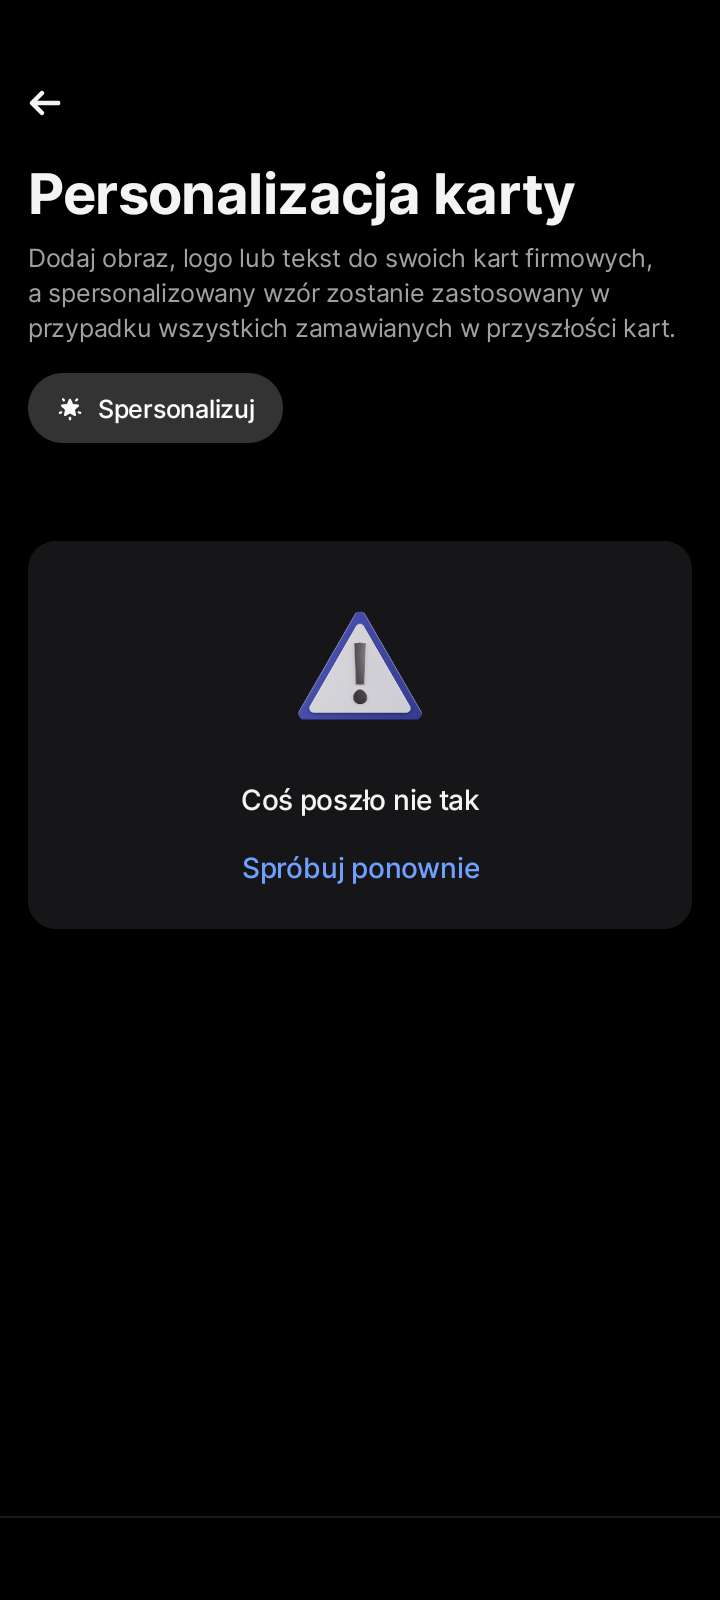 Personalizacja karty
Dodaj obraz, logo lub tekst do swoich kart firmowych,
a spersonalizowany wzór zostanie zastosowany w
przypadku wszystkich zamawianych w przyszłości kart.
Spersonalizuj
Coś poszło nie tak
Spróbuj ponownie